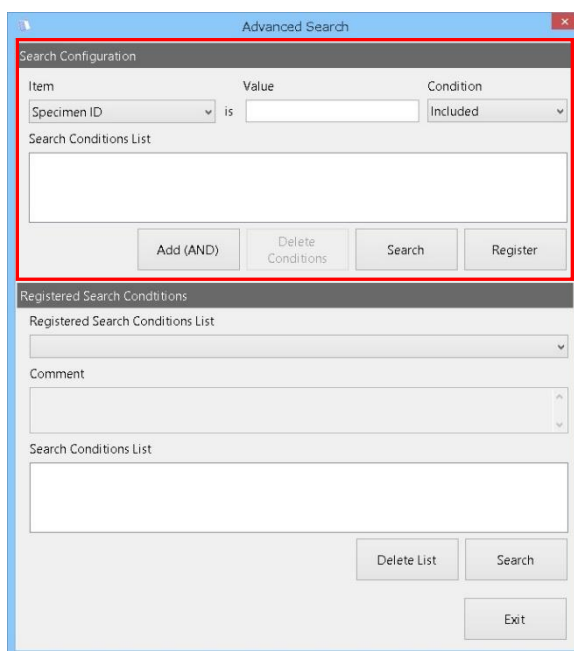 Advanced Search
Search Configuration
Item Value Condition
Specimen ID is Included
Search Conditions List
Add (AND) Delete Conditions Search Register
Registered Search Condtitions
Registered Search Conditions List
Comment
Search Conditions List
Delete List Search
Exit